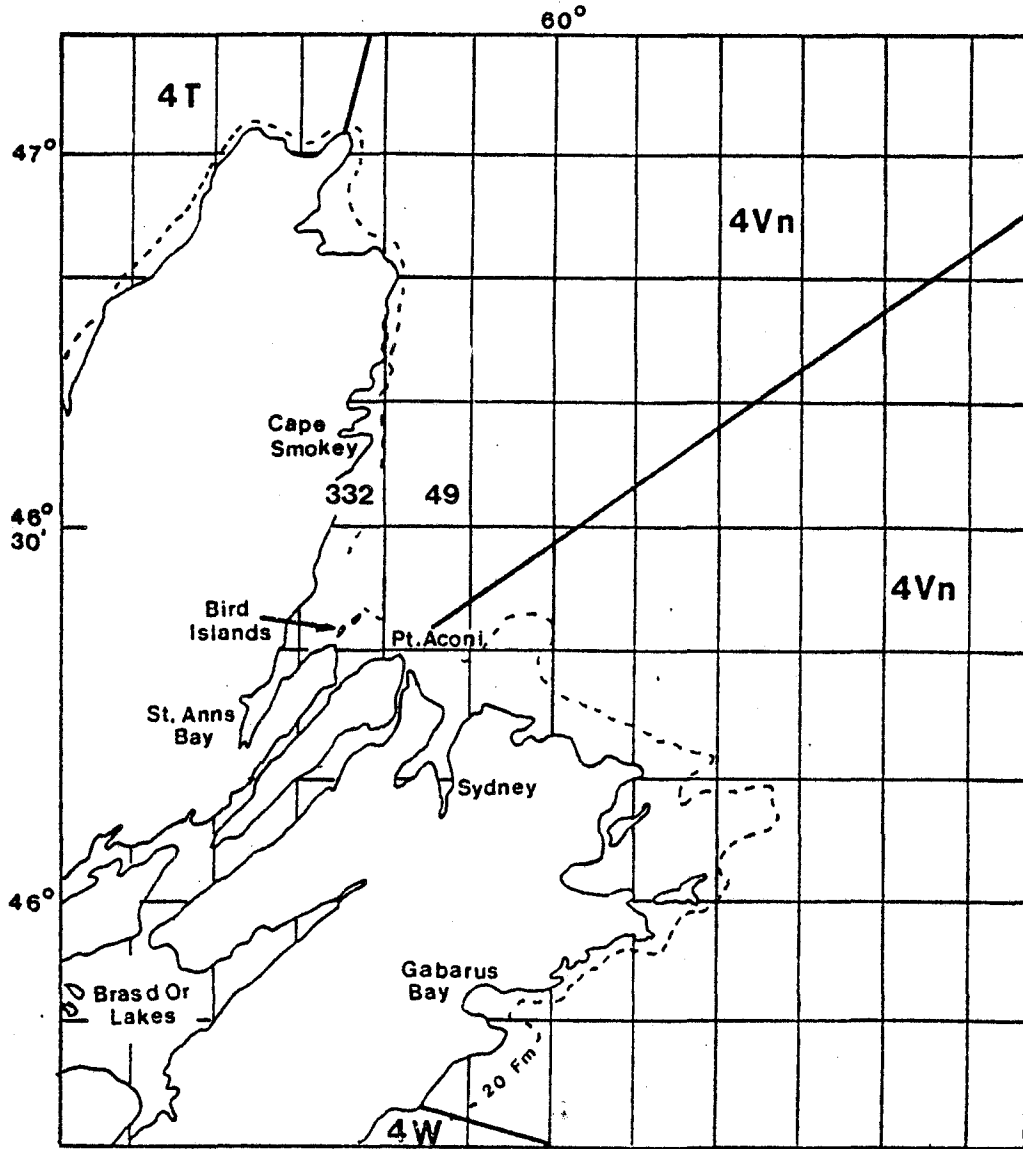 60°
4T
47°
4Vn
Cape
Smokey
332 49
46°
30'
4Vn
Bird
Islands
Pt. Aconi
St. Anns
Bay
Sydney
46°
Gabarus
Bay
Bras d Or
Lakes
20 Fm
4W